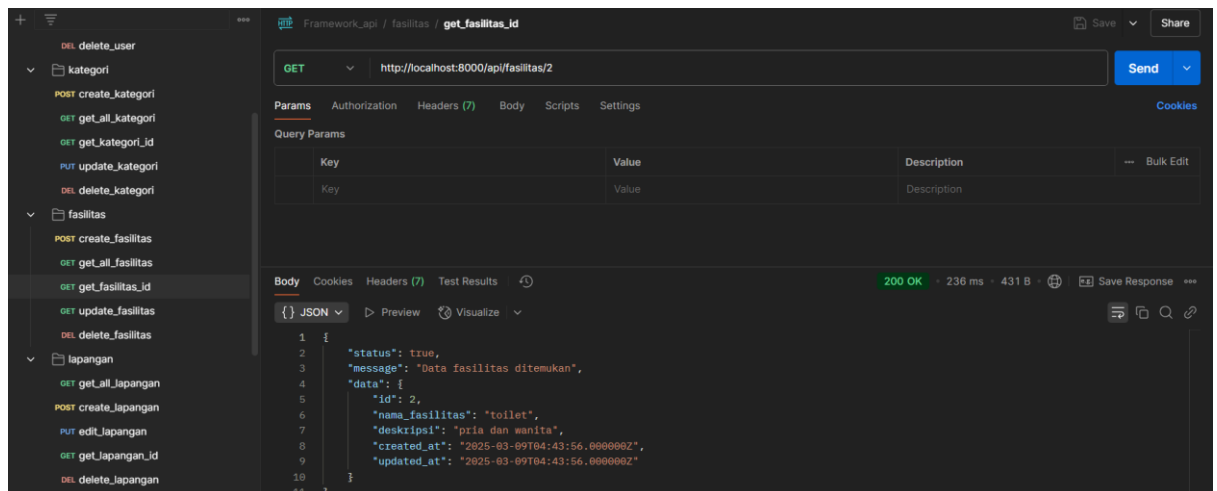 HTTP Framework_api / fasilitas / get_fasilitas_id Save Share
DEL delete_user
kategori
POST create_kategori
GET get_all_kategori
GET get_kategori_id
PUT update_kategori
DEL delete_kategori
fasilitas
POST create_fasilitas
GET get_all_fasilitas
GET get_fasilitas_id
GET update_fasilitas
DEL delete_fasilitas
lapangan
GET get_all_lapangan
POST create_lapangan
PUT edit_lapangan
GET get_lapangan_id
DEL delete_lapangan
GET http://localhost:8000/api/fasilitas/2 Send
Params Authorization Headers (7) Body Scripts Settings Cookies
Query Params
Key Value Description Bulk Edit
Key Value Description
Body Cookies Headers (7) Test Results 200 OK 236 ms 431 B Save Response
{} JSON Preview Visualize
1 {
2 "status": true,
3 "message": "Data fasilitas ditemukan",
4 "data": {
5 "id": 2,
6 "nama_fasilitas": "toilet",
7 "deskripsi": "pria dan wanita",
8 "created_at": "2025-03-09T04:43:56.000000Z",
9 "updated_at": "2025-03-09T04:43:56.000000Z"
10 }